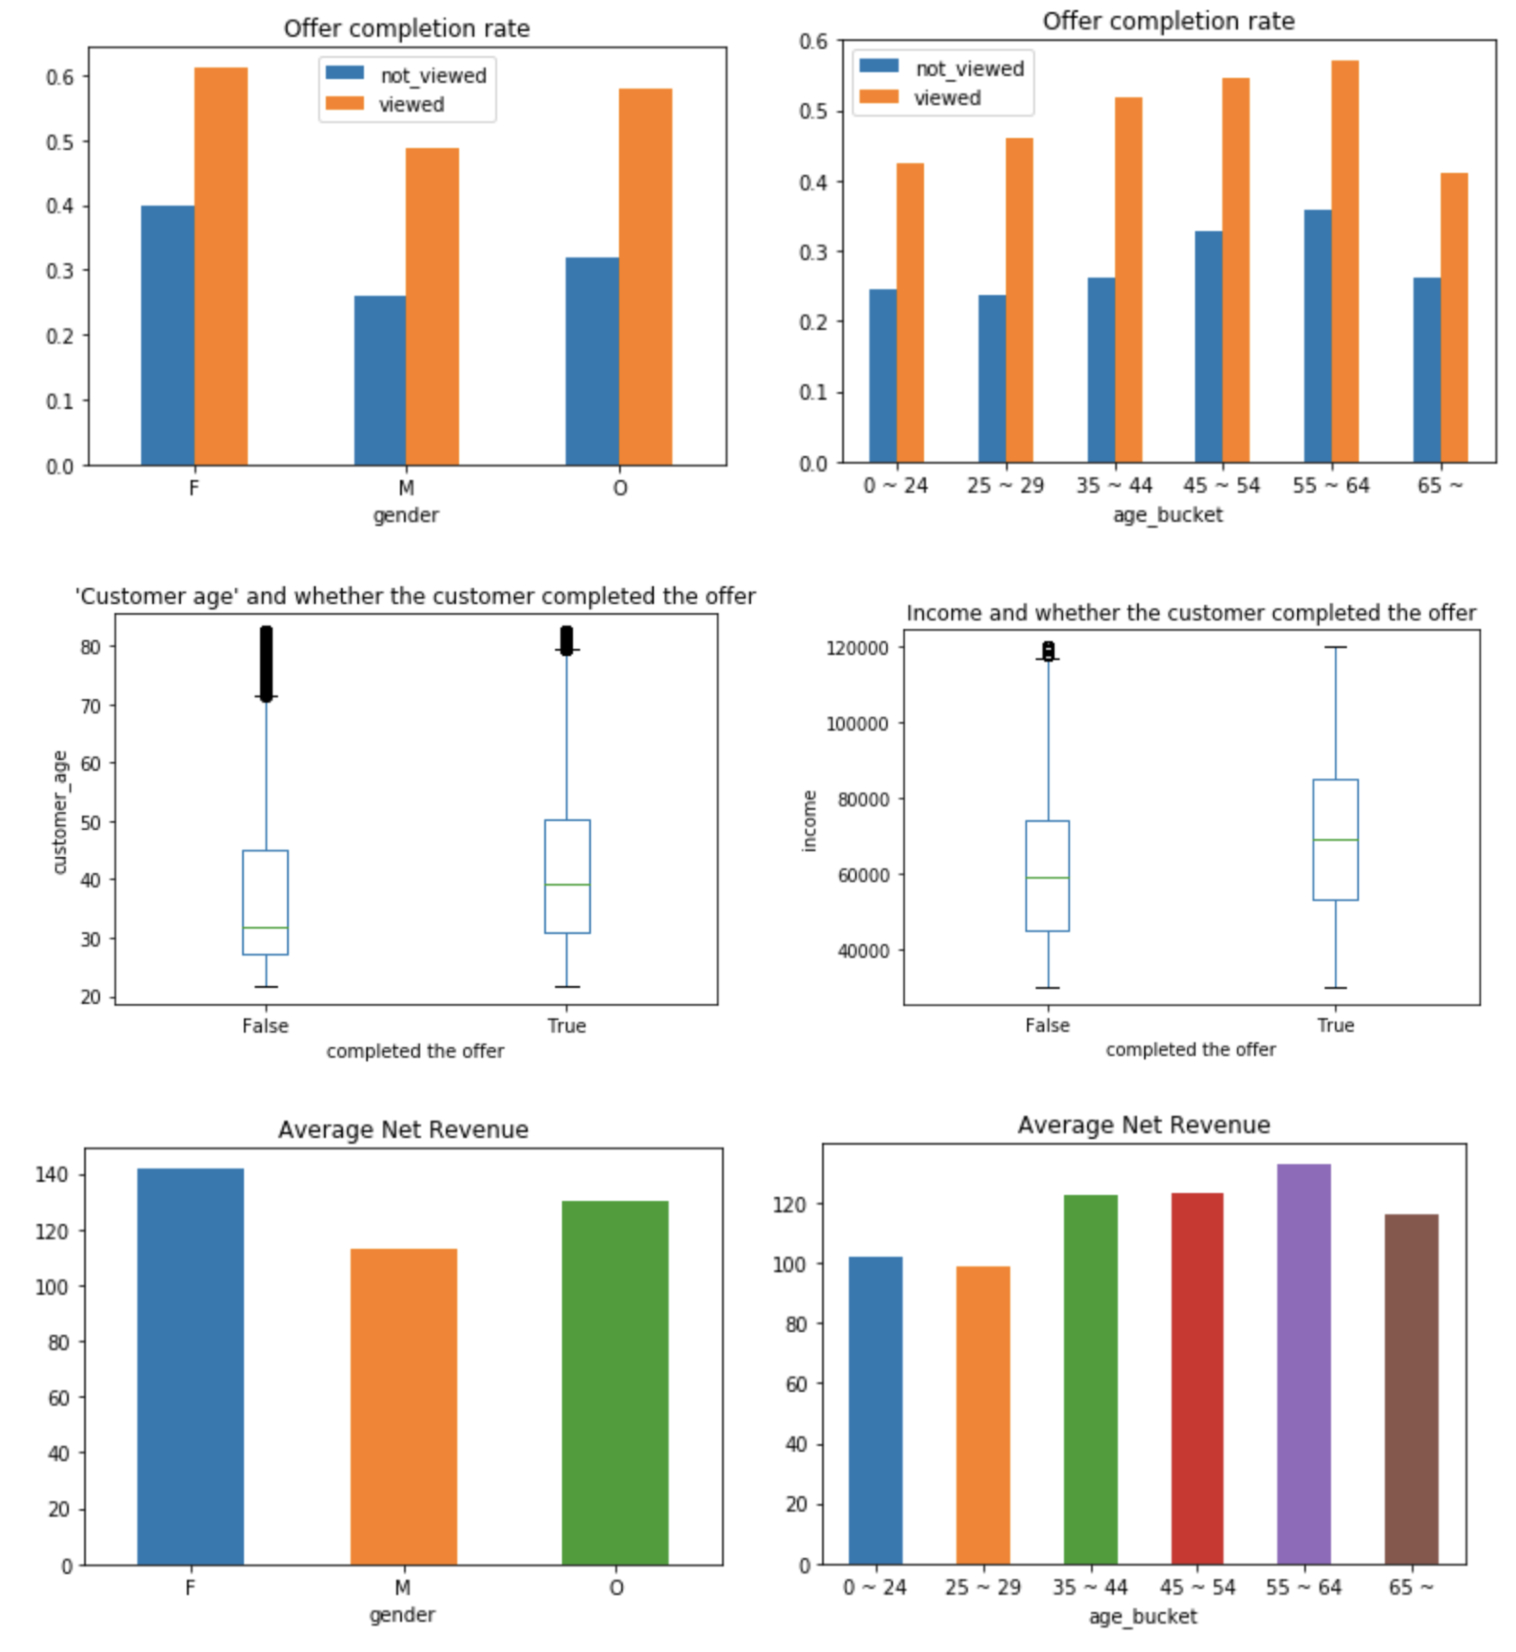 Offer completion rate
not_viewed
viewed
0.6
0.5
0.4
0.3
0.2
0.1
0.0
F M O
gender
Offer completion rate
not_viewed
viewed
0.6
0.5
0.4
0.3
0.2
0.1
0.0
0 ~ 24 25 ~ 29 35 ~ 44 45 ~ 54 55 ~ 64 65 ~
age_bucket
'Customer age' and whether the customer completed the offer
customer_age
80
70
60
50
40
30
20
False True
completed the offer
Income and whether the customer completed the offer
income
120000
100000
80000
60000
40000
False True
completed the offer
Average Net Revenue
140
120
100
80
60
40
20
0
F M O
gender
Average Net Revenue
120
100
80
60
40
20
0
0 ~ 24 25 ~ 29 35 ~ 44 45 ~ 54 55 ~ 64 65 ~
age_bucket